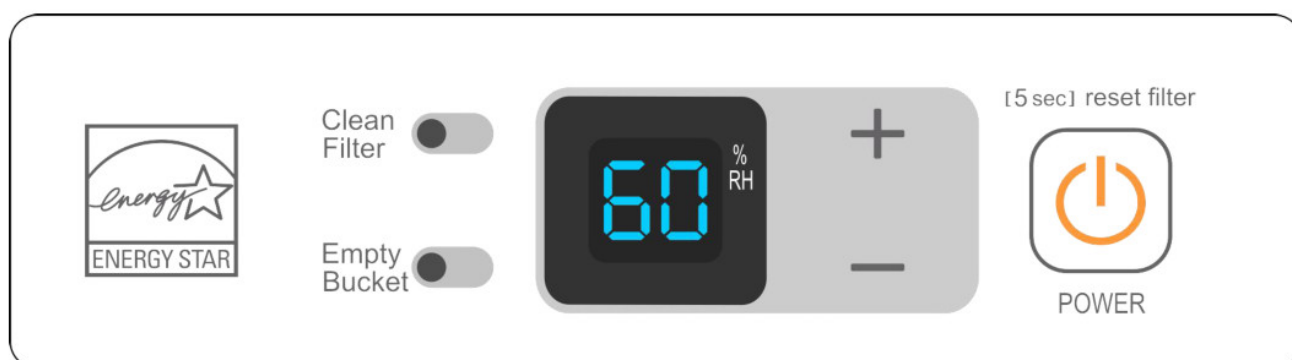 energy
ENERGY STAR
Clean
Filter
Empty
Bucket
60
%
RH
+
−
[5 sec] reset filter
POWER